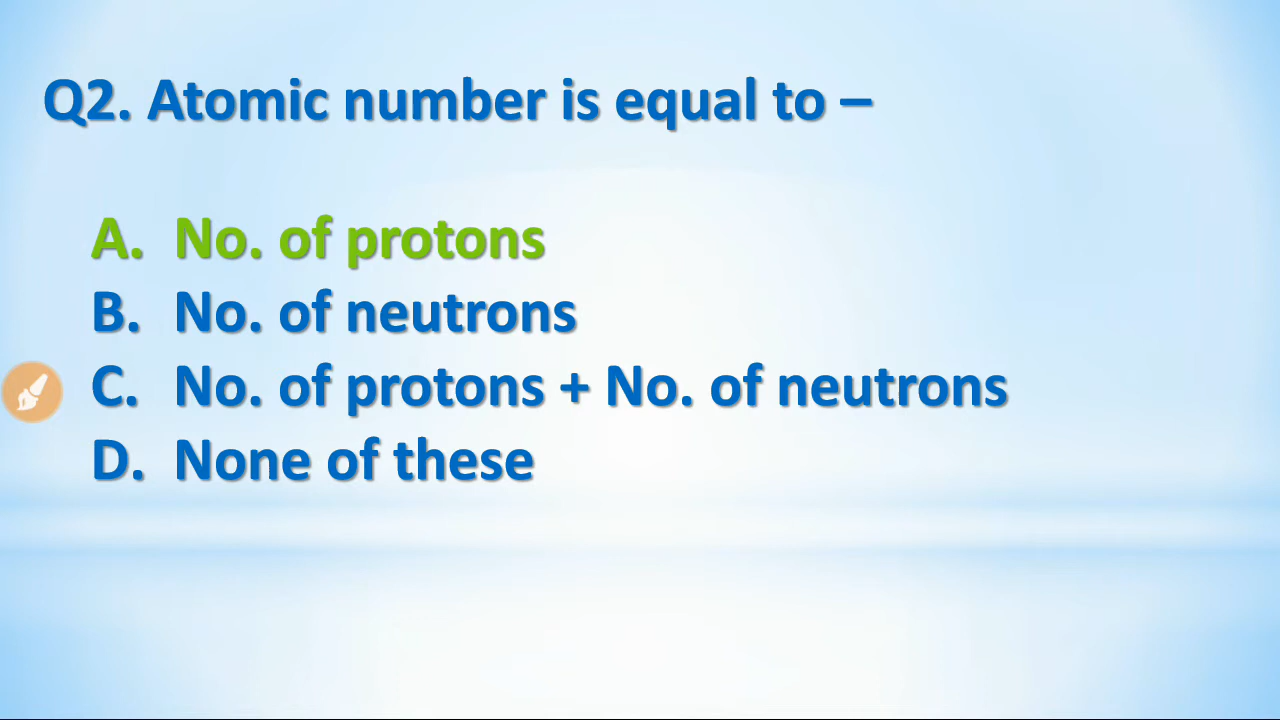 Q2. Atomic number is equal to –
A. No. of protons
B. No. of neutrons
C. No. of protons + No. of neutrons
D. None of these